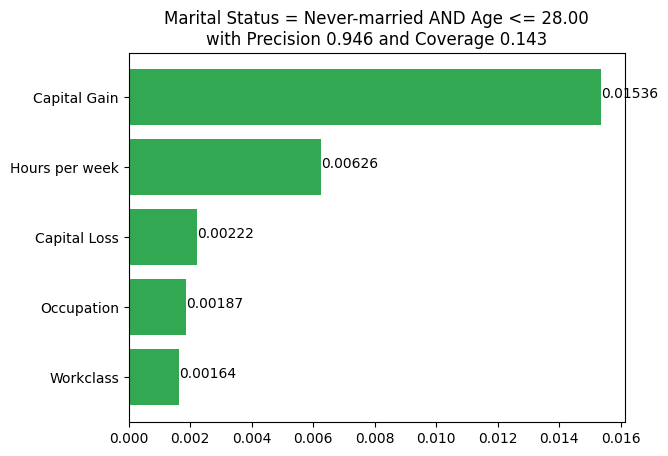 Marital Status = Never-married AND Age <= 28.00
with Precision 0.946 and Coverage 0.143
Capital Gain
0.01536
Hours per week
0.00626
Capital Loss
0.00222
Occupation
0.00187
Workclass
0.00164
0.000 0.002 0.004 0.006 0.008 0.010 0.012 0.014 0.016